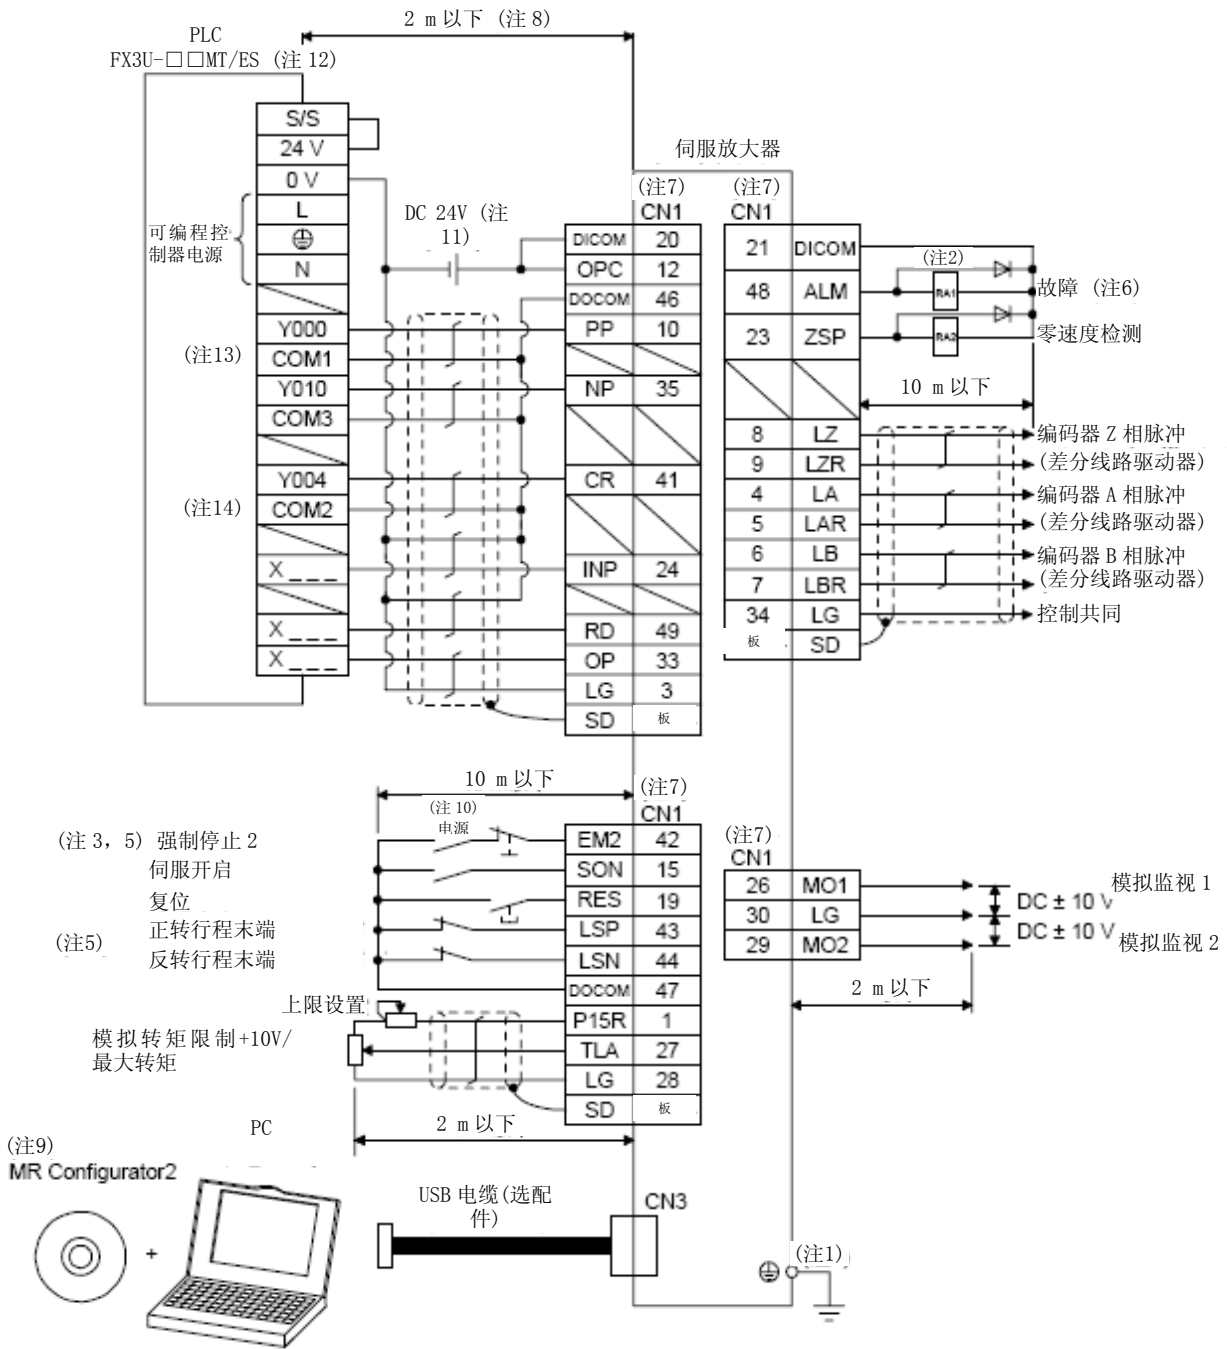 2 m以下 (注 8)
PLC
FX3U-□□MT/ES (注 12)
S/S
24 V
0 V
L
N
可编程控
制器电源
Y000
(注13)
COM1
Y010
COM3
Y004
(注14)
COM2
X _ _ _
X _ _ _
X _ _ _
DC 24V (注
11)
伺服放大器
(注7)
CN1
DICOM 20
OPC 12
DOCOM 46
PP 10
NP 35
CR 41
INP 24
RD 49
OP 33
LG 3
SD 板
(注7)
CN1
21 DICOM
48 ALM
23 ZSP
8 LZ
9 LZR
4 LA
5 LAR
6 LB
7 LBR
34 LG
板 SD
(注2)
RA1
故障 (注6)
RA2
零速度检测
10 m以下
编码器 Z 相脉冲
(差分线路驱动器)
编码器 A 相脉冲
(差分线路驱动器)
编码器 B 相脉冲
(差分线路驱动器)
控制共同
10 m以下
(注7)
CN1
(注 10)
电源
(注 3, 5) 强制停止 2
伺服开启
复位
正转行程末端
(注5)
反转行程末端
EM2 42
SON 15
RES 19
LSP 43
LSN 44
DOCOM 47
P15R 1
TLA 27
LG 28
SD 板
上限设置
模拟转矩限制+10V/
最大转矩
2 m以下
(注7)
CN1
26 MO1
30 LG
29 MO2
模拟监视 1
DC ± 10 V
DC ± 10 V
模拟监视 2
2 m以下
PC
(注9)
MR Configurator2
+
USB 电缆(选配
件)
CN3
(注1)